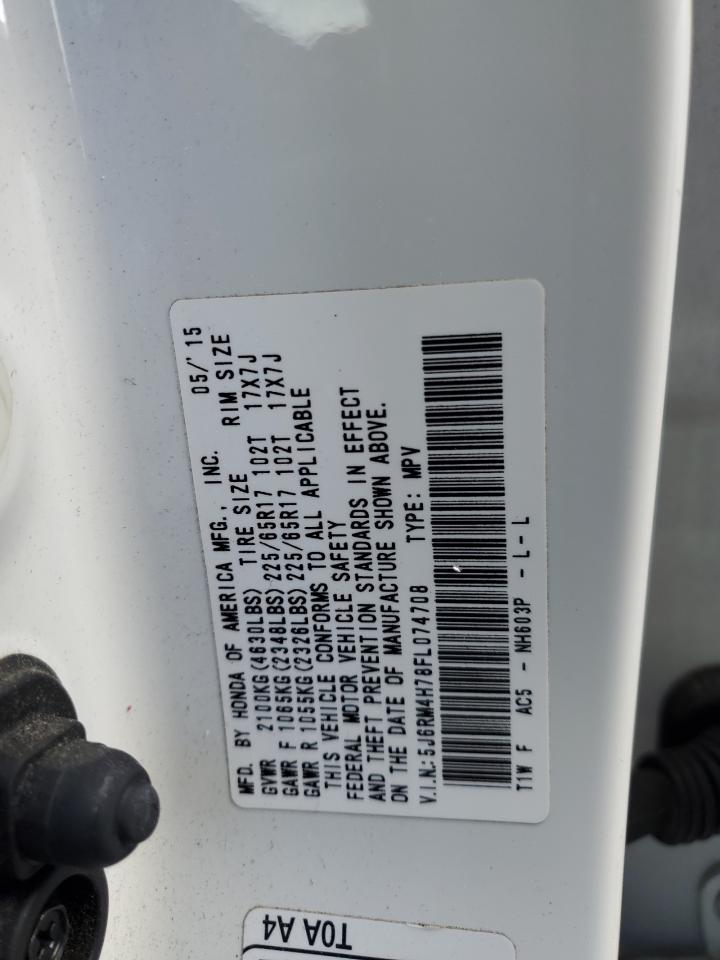 MFD. BY HONDA OF AMERICA MFG., INC. 05/'15
GVWR 2100KG(4630LBS) TIRE SIZE RIM SIZE
GAWR F 1065KG(2348LBS)225/65R17 102T 17X7J
GAWR R 1055KG(2326LBS)225/65R17 102T 17X7J
THIS VEHICLE CONFORMS TO ALL APPLICABLE
FEDERAL MOTOR VEHICLE SAFETY
AND THEFT PREVENTION STANDARDS IN EFFECT
ON THE DATE OF MANUFACTURE SHOWN ABOVE.
V.I.N.:5J6RM4H78FL074708 TYPE: MPV
T1W F AC5 - NH603P - L-L
T0A A4